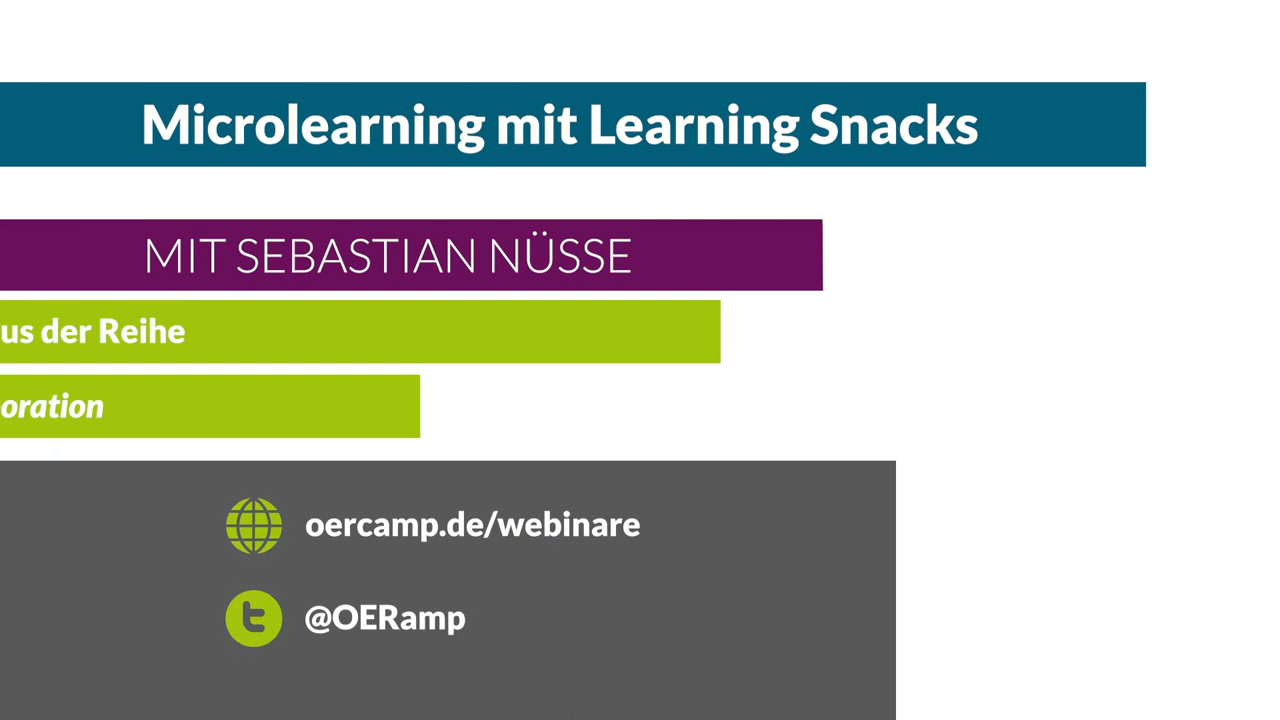 Microlearning mit Learning Snacks
MIT SEBASTIAN NÜSSE
us der Reihe
oration
oercamp.de/webinare
@OERamp